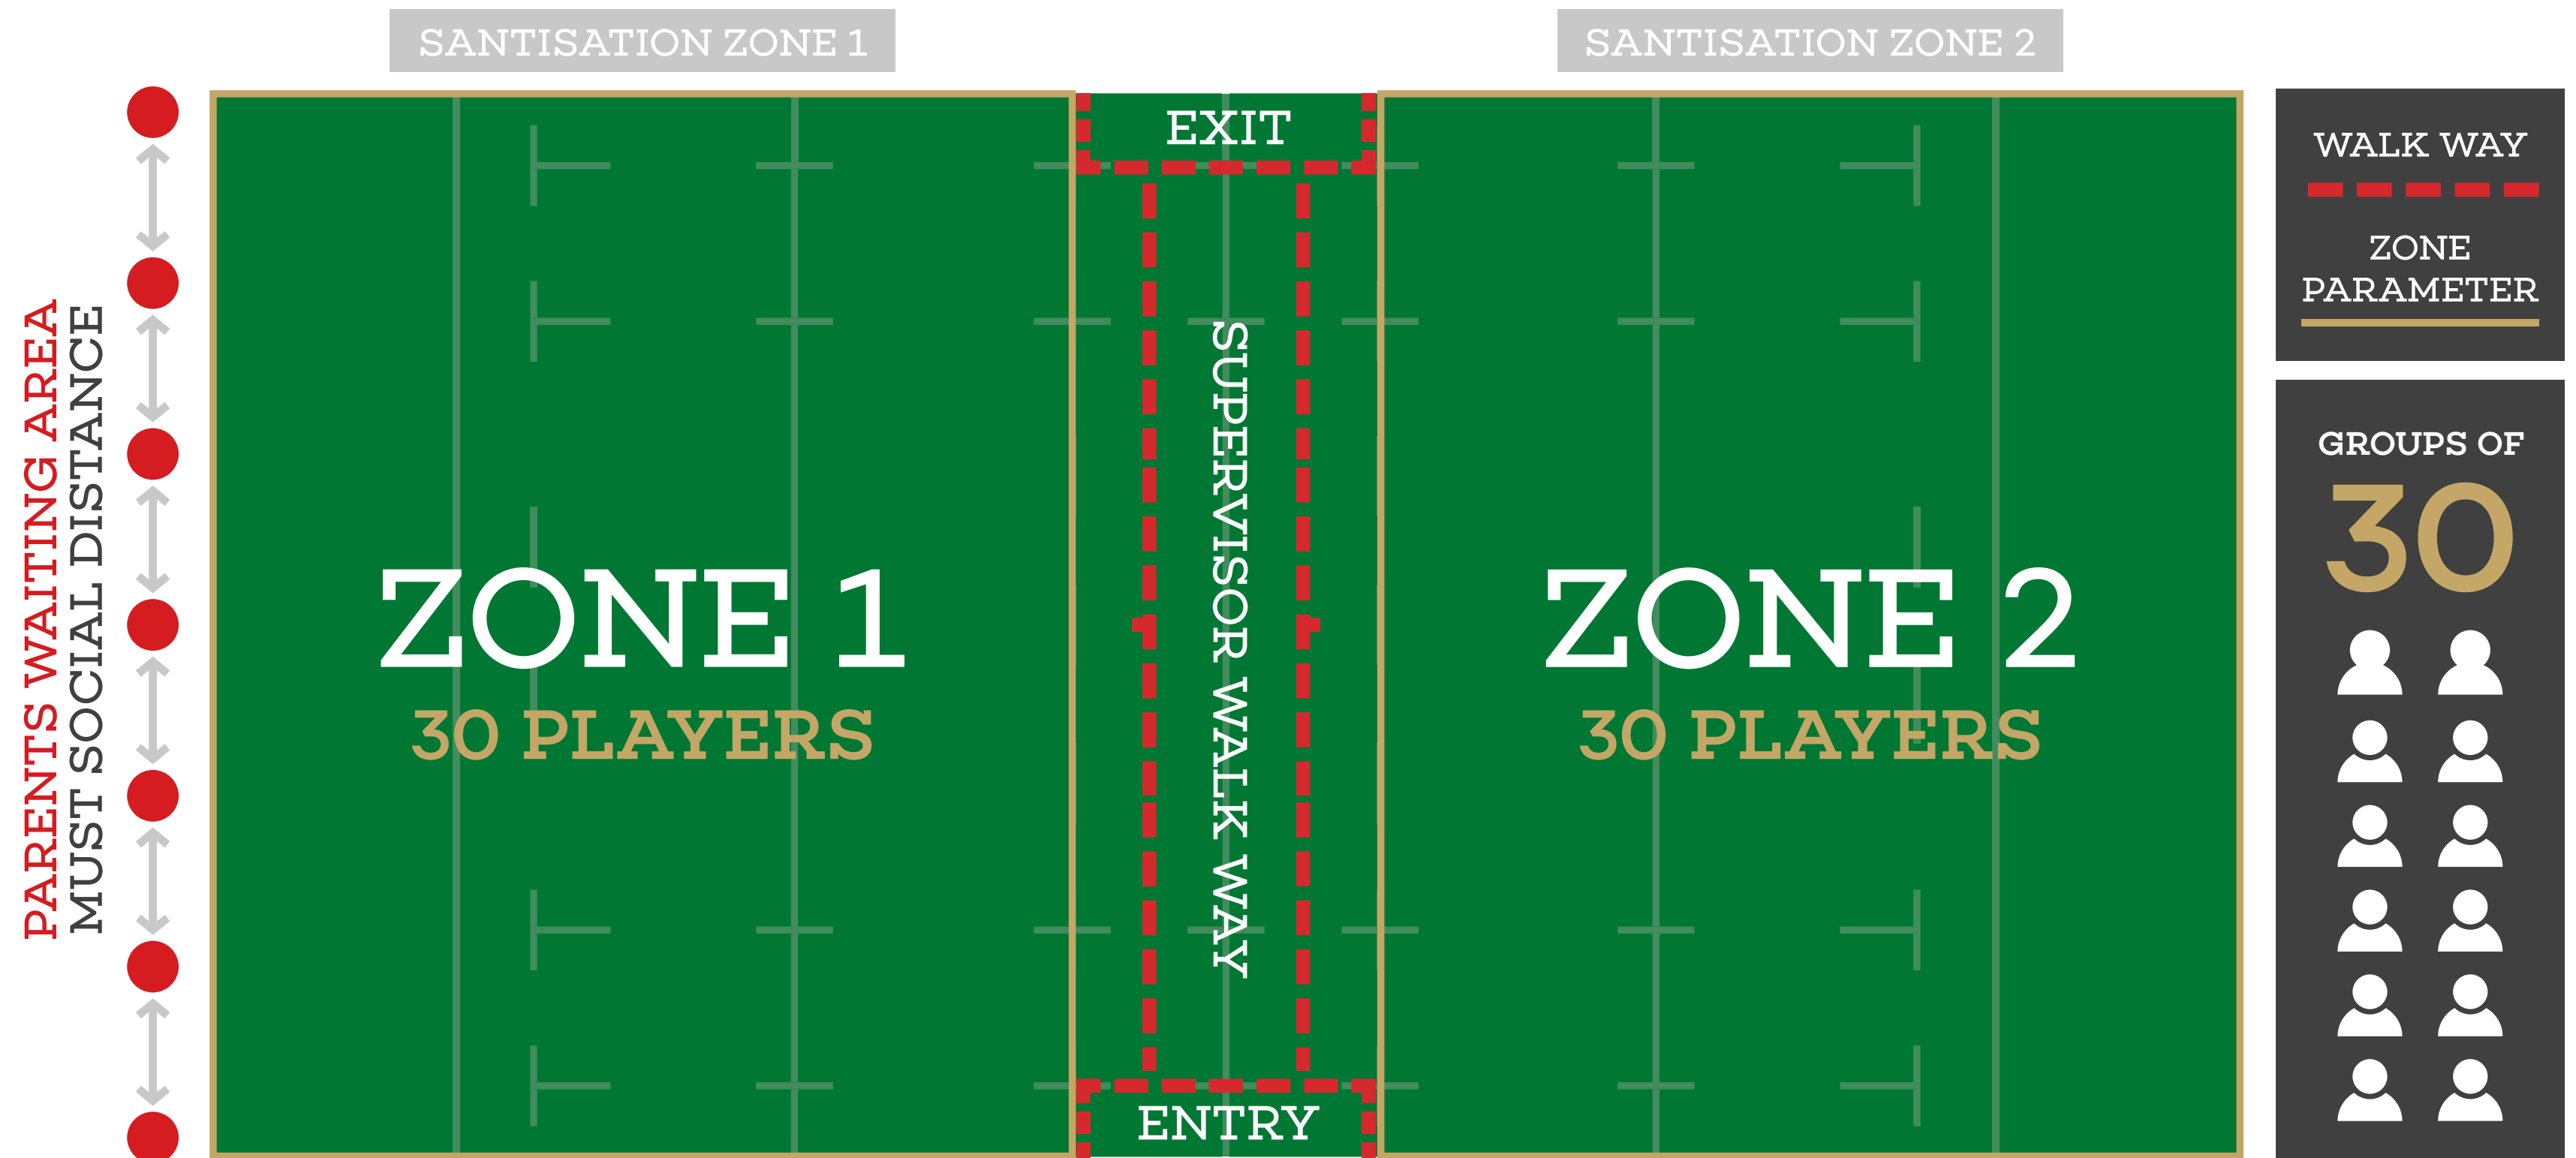 SANTISATION ZONE 1
SANTISATION ZONE 2
PARENTS WAITING AREA
MUST SOCIAL DISTANCE
EXIT
SUPERVISOR WALK WAY
ENTRY
ZONE 1
30 PLAYERS
ZONE 2
30 PLAYERS
WALK WAY
ZONE
PARAMETER
GROUPS OF
30